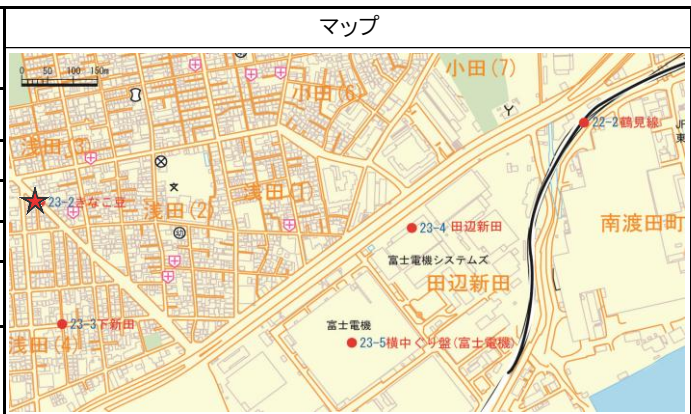 マップ
0 50 100 150m
小田(7)
小田(6)
22-2鶴見線
浅田(3)
浅田(1)
23-2きなこ豆
浅田(2)
文
23-4 田辺新田
南渡田町
富士電機システムズ
田辺新田
23-3下新田
富士電機
23-5横中ぐり盤(富士電機)
浅田(4)